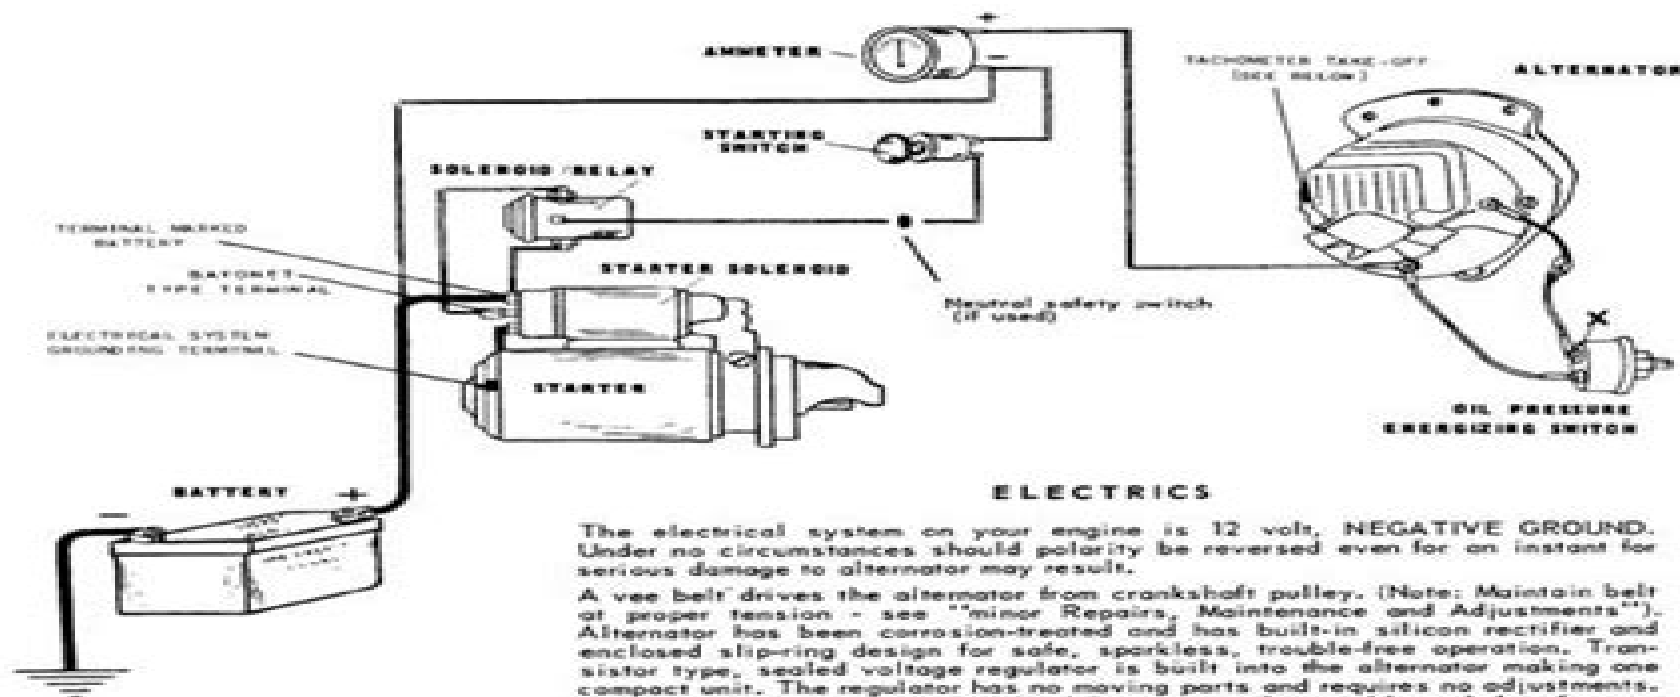 +
AMMETER
-
TACHOMETER TAKE-OFF
(SEE BELOW)
ALTERNATOR
STARTING
SWITCH
SOLENOID/RELAY
TERMINAL MARKED
BATTERY
BAYONET
TYPE TERMINAL
STARTER SOLENOID
Neutral safety switch
(if used)
ELECTRICAL SYSTEM
GROUNDING TERMINAL
X
STARTER
OIL PRESSURE
ENERGIZING SWITCH
BATTERY +
-
ELECTRICS
The electrical system on your engine is 12 volt, NEGATIVE GROUND.
Under no circumstances should polarity be reversed even for an instant for
serious damage to alternator may result.
A vee belt drives the alternator from crankshaft pulley. (Note: Maintain belt
at proper tension - see "minor Repairs, Maintenance and Adjustments").
Alternator has been corrosion-treated and has built-in silicon rectifier and
enclosed slip-ring design for safe, sparkless, trouble-free operation. Tran-
sistor type, sealed voltage regulator is built into the alternator making one
compact unit. The regulator has no moving parts and requires no adjustments.